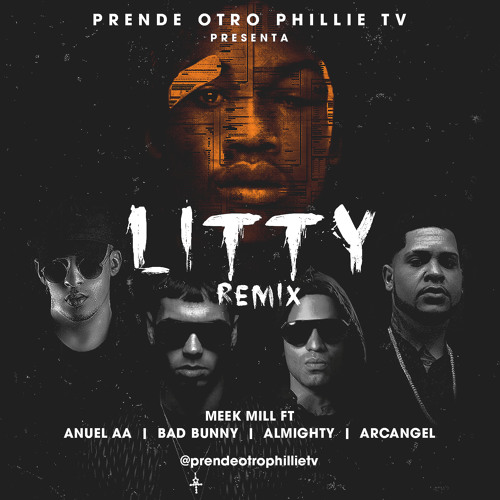 PRENDE OTRO PHILLIE TV
PRESENTA
LITTY
REMIX
MEEK MILL FT
ANUEL AA | BAD BUNNY | ALMIGHTY | ARCANGEL
@prendeotrophillietv